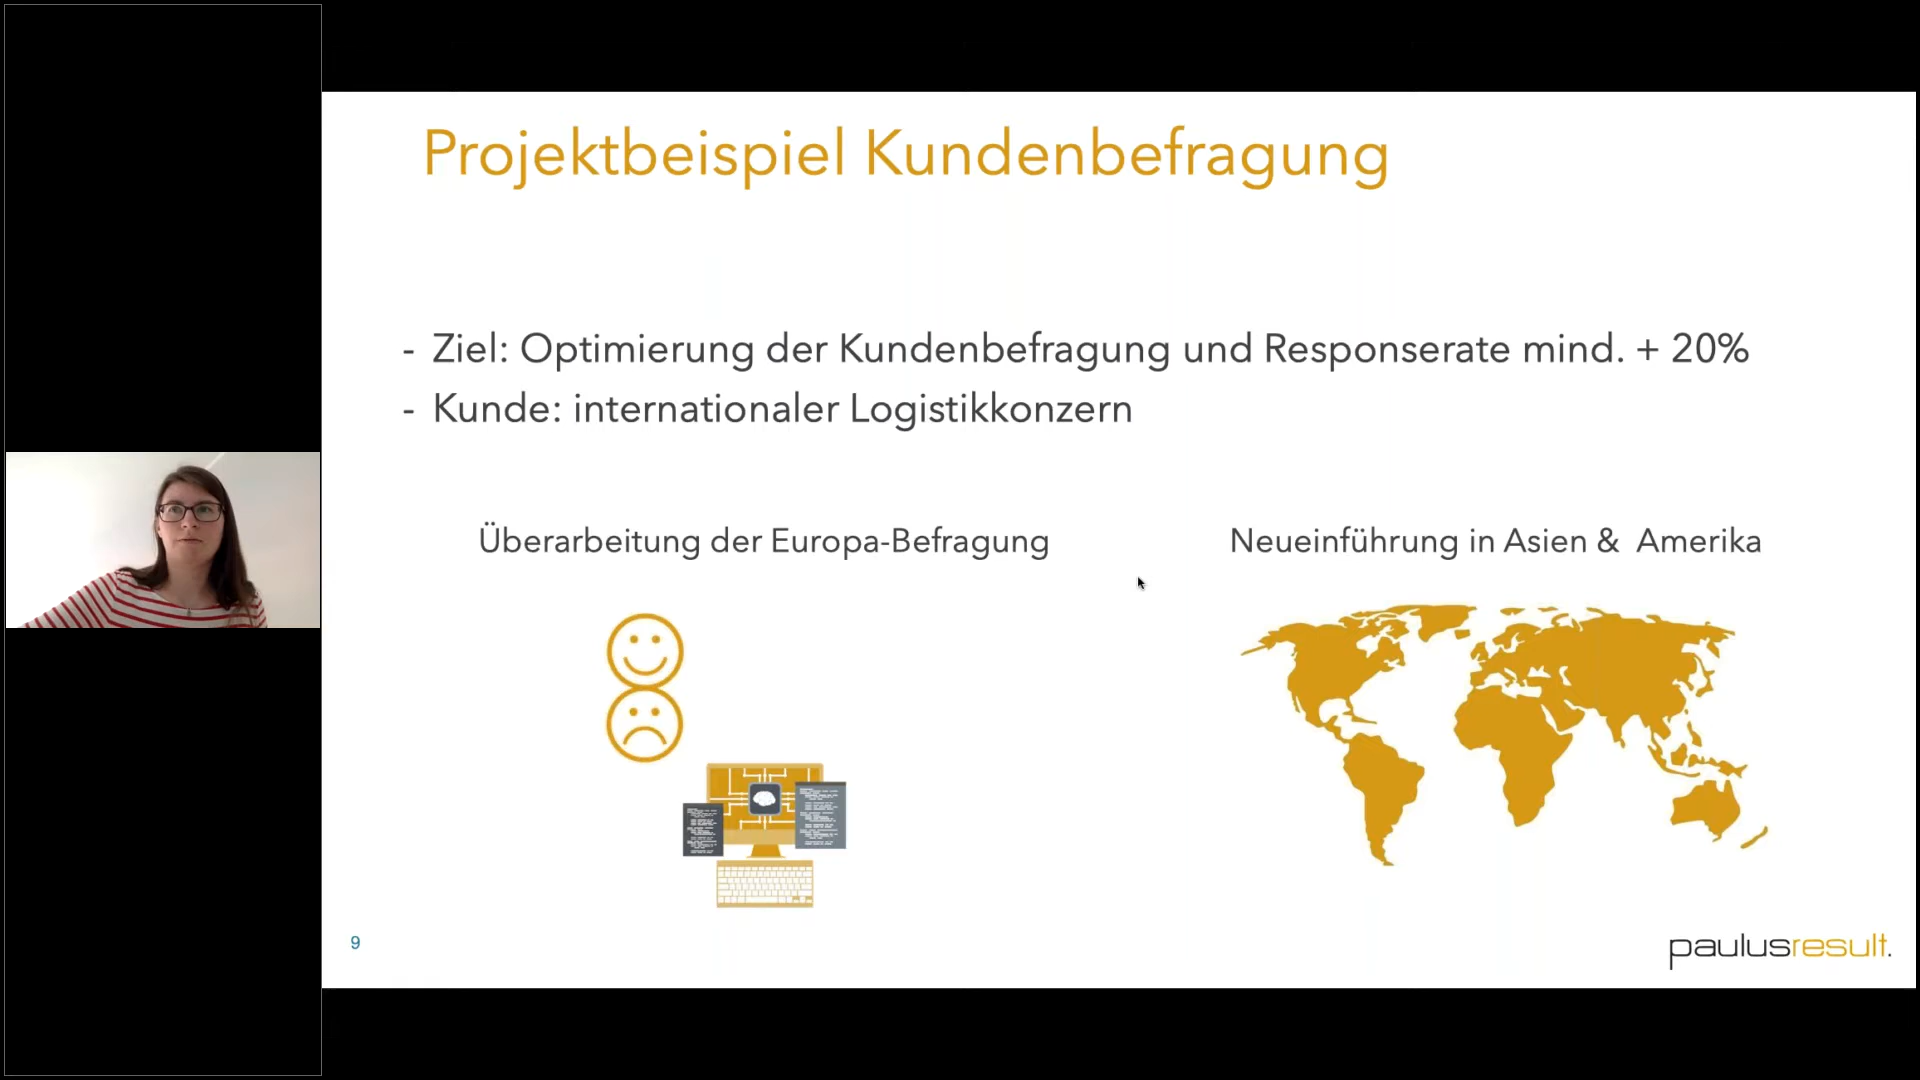 Projektbeispiel Kundenbefragung
- Ziel: Optimierung der Kundenbefragung und Responserate mind. + 20%
- Kunde: internationaler Logistikkonzern
Überarbeitung der Europa-Befragung
Neueinführung in Asien & Amerika
9
paulusresult.